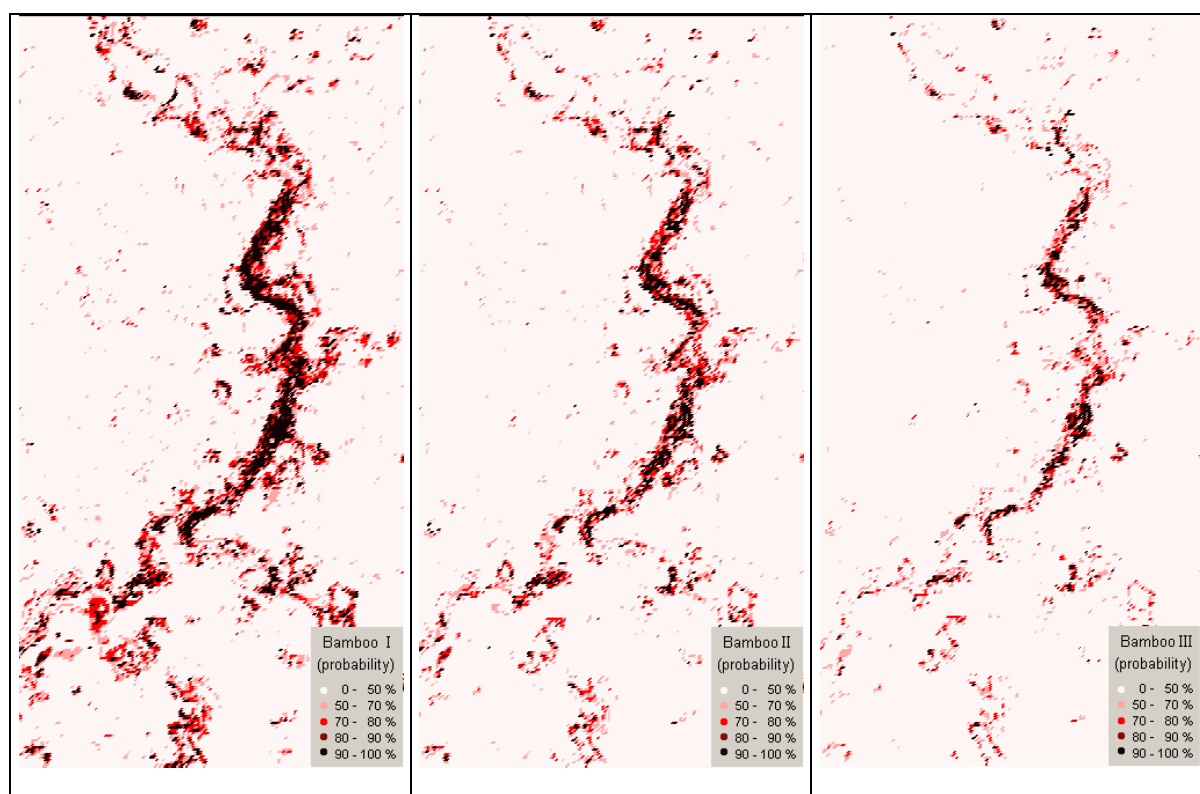 Bamboo I
(probability)
0 - 50 %
50 - 70 %
70 - 80 %
80 - 90 %
90 - 100 %
Bamboo II
(probability)
0 - 50 %
50 - 70 %
70 - 80 %
80 - 90 %
90 - 100 %
Bamboo III
(probability)
0 - 50 %
50 - 70 %
70 - 80 %
80 - 90 %
90 - 100 %